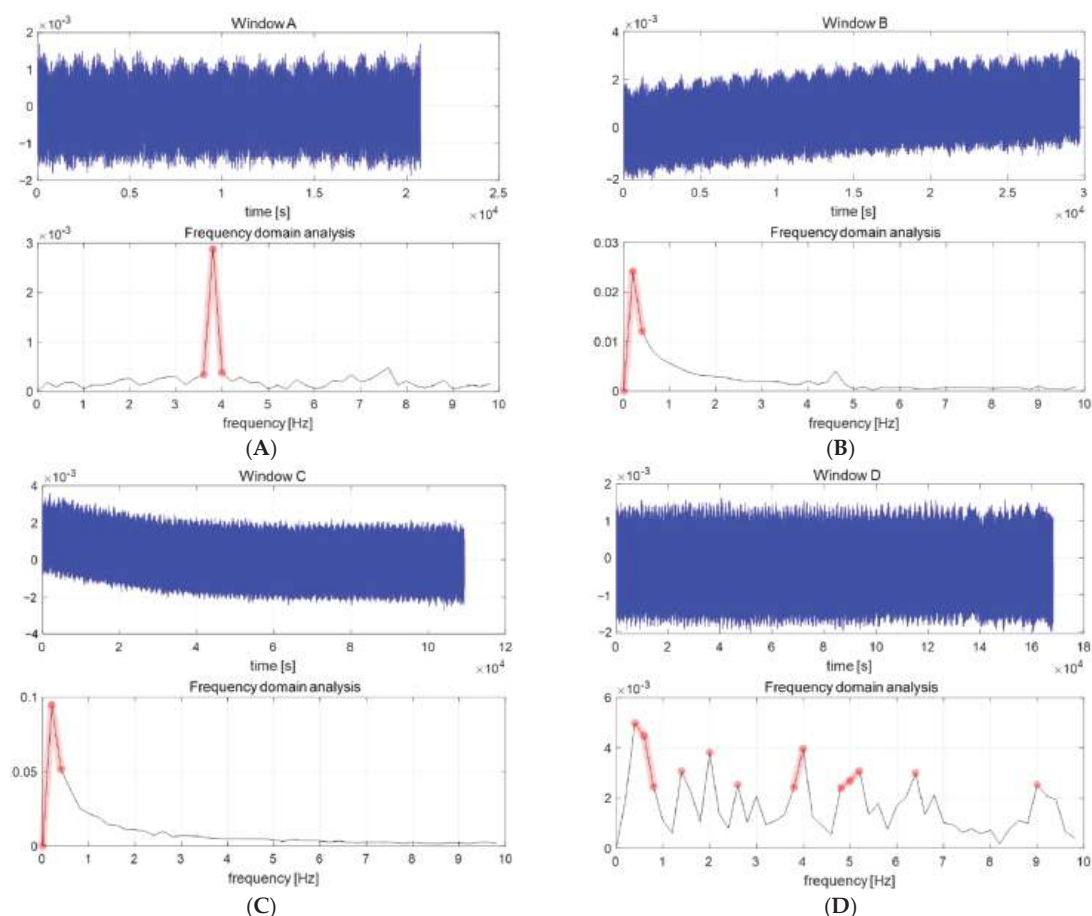 ×10⁻³
Window A
2
1
0
-1
-2
0
0.5
1
1.5
2
2.5
time [s]
×10⁴
Frequency domain analysis
×10⁻³
3
2
1
0
0 1 2 3 4 5 6 7 8 9 10
frequency [Hz]
(A)
×10⁻³
Window B
4
2
0
-2
0 0.5 1 1.5 20 25 30
time [s]
×10⁴
Frequency domain analysis
0.03
0.02
0.01
0
0 1 2 3 4 5 6 7 8 9 10
frequency [Hz]
(B)
×10⁻³
Window C
4
2
0
-2
-4
0 2 4 6 8 10 12
time [s]
×10⁴
Frequency domain analysis
0.1
0.05
0
0 1 2 3 4 5 6 7 8 9 10
frequency [Hz]
(C)
×10⁻³
Window D
2
1
0
-1
-2
0 2 4 6 8 10 12 14 16 18
time [s]
×10⁴
Frequency domain analysis
×10⁻³
6
4
2
0
0 1 2 3 4 5 6 7 8 9 10
frequency [Hz]
(D)